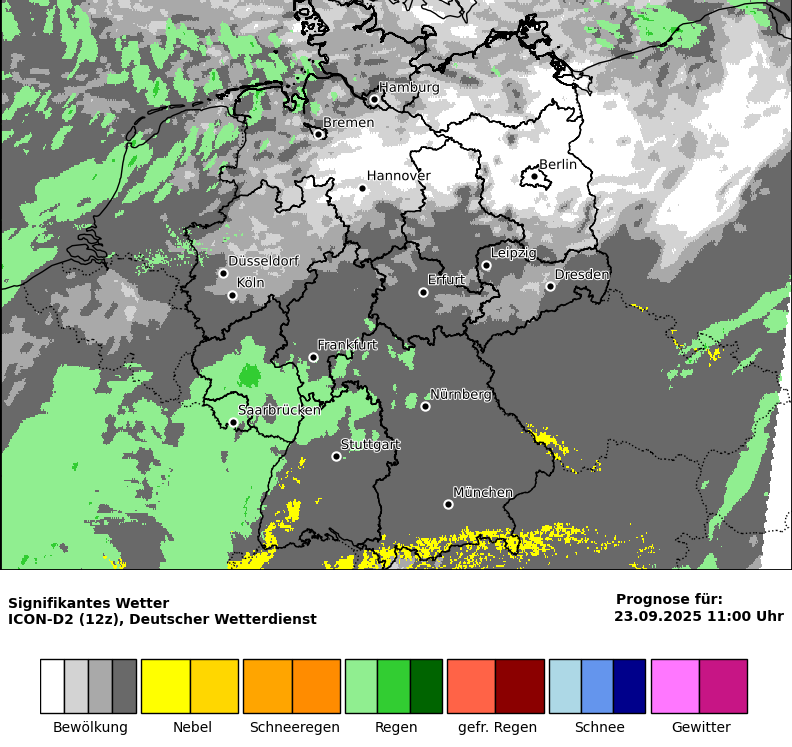 Hamburg
Bremen
Berlin
Hannover
Leipzig
Düsseldorf
Dresden
Köln
Erfurt
Frankfurt
Nürnberg
Saarbrücken
Stuttgart
München
Signifikantes Wetter
ICON-D2 (12z), Deutscher Wetterdienst
Prognose für:
23.09.2025 11:00 Uhr
Bewölkung Nebel Schneeregen Regen gefr. Regen Schnee Gewitter